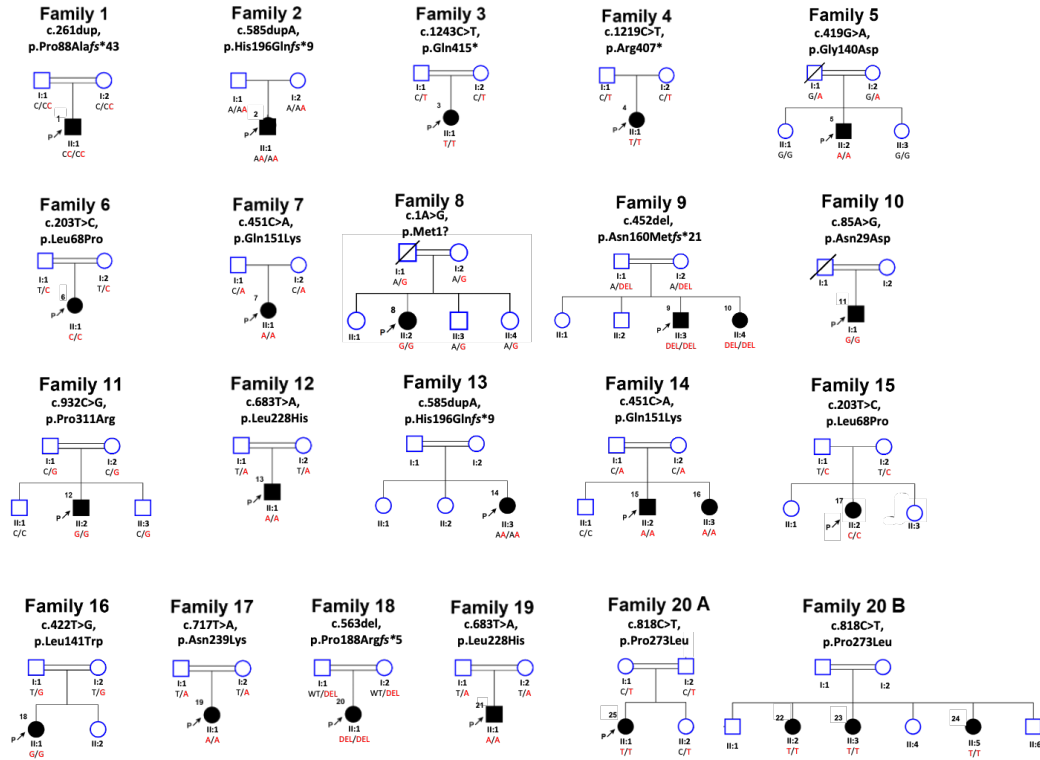 Family 1
c.261dup,
p.Pro88Alafs*43
I:1
C/CC
I:2
C/CC
1
P
II:1
CC/CC
Family 2
c.585dupA,
p.His196Glnfs*9
I:1
A/AA
I:2
A/AA
2
P
II:1
AA/AA
Family 3
c.1243C>T,
p.Gln415*
I:1
C/T
I:2
C/T
3
P
II:1
T/T
Family 4
c.1219C>T,
p.Arg407*
I:1
C/T
I:2
C/T
4
P
II:1
T/T
Family 5
c.419G>A,
p.Gly140Asp
I:1
G/A
I:2
G/A
5
P
II:1
G/G
II:2
A/A
II:3
G/G
Family 6
c.203T>C,
p.Leu68Pro
I:1
T/C
I:2
T/C
6
P
II:1
C/C
Family 7
c.451C>A,
p.Gln151Lys
I:1
C/A
I:2
C/A
7
P
II:1
A/A
Family 8
c.1A>G,
p.Met1?
I:1
A/G
I:2
A/G
8
P
II:1
II:2
G/G
II:3
A/G
II:4
A/G
Family 9
c.452del,
p.Asn160Metfs*21
I:1
A/DEL
I:2
A/DEL
9
10
P
II:1
II:2
II:3
DEL/DEL
II:4
DEL/DEL
Family 10
c.85A>G,
p.Asn29Asp
I:1
I:2
11
P
I:1
G/G
Family 11
c.932C>G,
p.Pro311Arg
I:1
C/G
I:2
C/G
12
P
II:1
C/C
II:2
G/G
II:3
C/G
Family 12
c.683T>A,
p.Leu228His
I:1
T/A
I:2
T/A
13
P
II:1
A/A
Family 13
c.585dupA,
p.His196Glnfs*9
I:1
I:2
14
P
II:1
II:2
II:3
AA/AA
Family 14
c.451C>A,
p.Gln151Lys
I:1
C/A
I:2
C/A
15
16
P
II:1
C/C
II:2
A/A
II:3
A/A
Family 15
c.203T>C,
p.Leu68Pro
I:1
T/C
I:2
T/C
17
P
II:1
II:2
C/C
II:3
Family 16
c.422T>G,
p.Leu141Trp
I:1
T/G
I:2
T/G
18
P
II:1
G/G
II:2
Family 17
c.717T>A,
p.Asn239Lys
I:1
T/A
I:2
T/A
19
P
II:1
A/A
Family 18
c.563del,
p.Pro188Argfs*5
I:1
WT/DEL
I:2
WT/DEL
20
P
II:1
DEL/DEL
Family 19
c.683T>A,
p.Leu228His
I:1
T/A
I:2
T/A
21
P
II:1
A/A
Family 20 A
c.818C>T,
p.Pro273Leu
I:1
C/T
I:2
C/T
25
P
II:1
T/T
II:2
C/T
Family 20 B
c.818C>T,
p.Pro273Leu
I:1
I:2
22
23
24
II:1
II:2
T/T
II:3
T/T
II:4
II:5
T/T
II:6